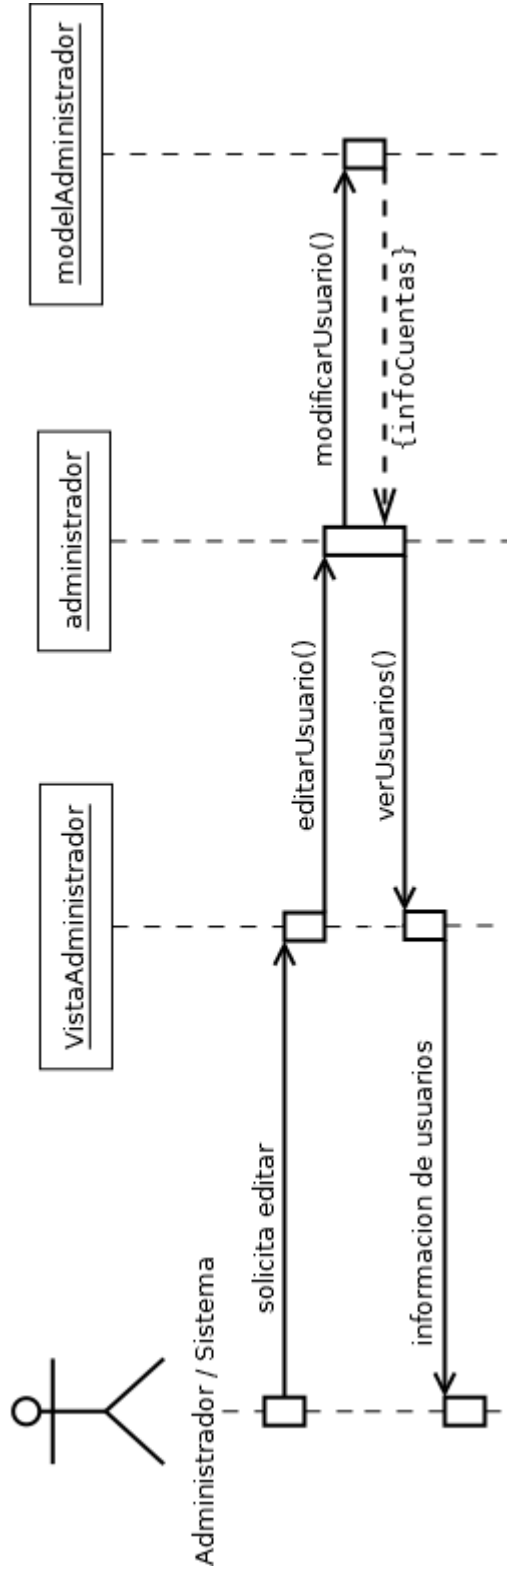 Administrador / Sistema
VistaAdministrador
administrador
modelAdministrador
solicita editar
editarUsuario()
modificarUsuario()
{infoCuentas}
verUsuarios()
informacion de usuarios